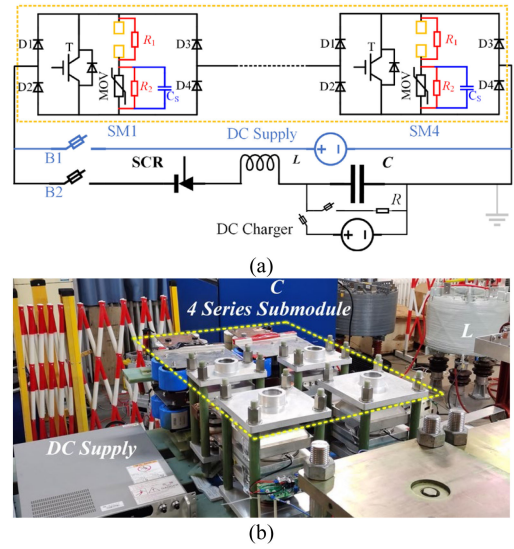 D1
T
R1
D3
D2
MOV
R2
CS
D4
SM1
D1
T
R1
D3
D2
MOV
R2
CS
D4
SM4
DC Supply
B1
B2
SCR
L
C
R
DC Charger
(a)
C
4 Series Submodule
L
DC Supply
(b)